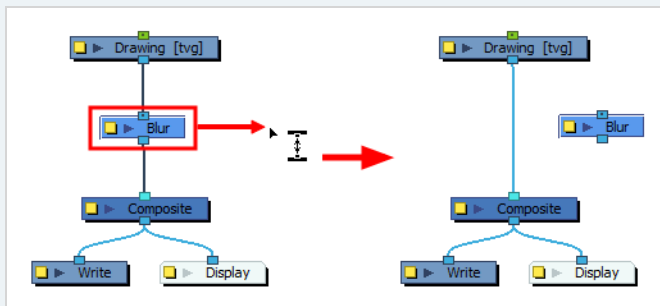 Drawing [tvg]
Blur
Composite
Write
Display
Drawing [tvg]
Blur
Composite
Write
Display